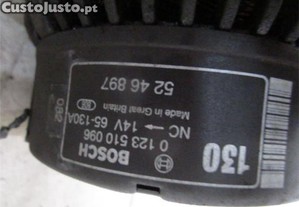 CustoJusto.pt
130
BOSCH
0 123 510 096
NC ← 14V 65-130A
Made in Great Britain
52 46 897